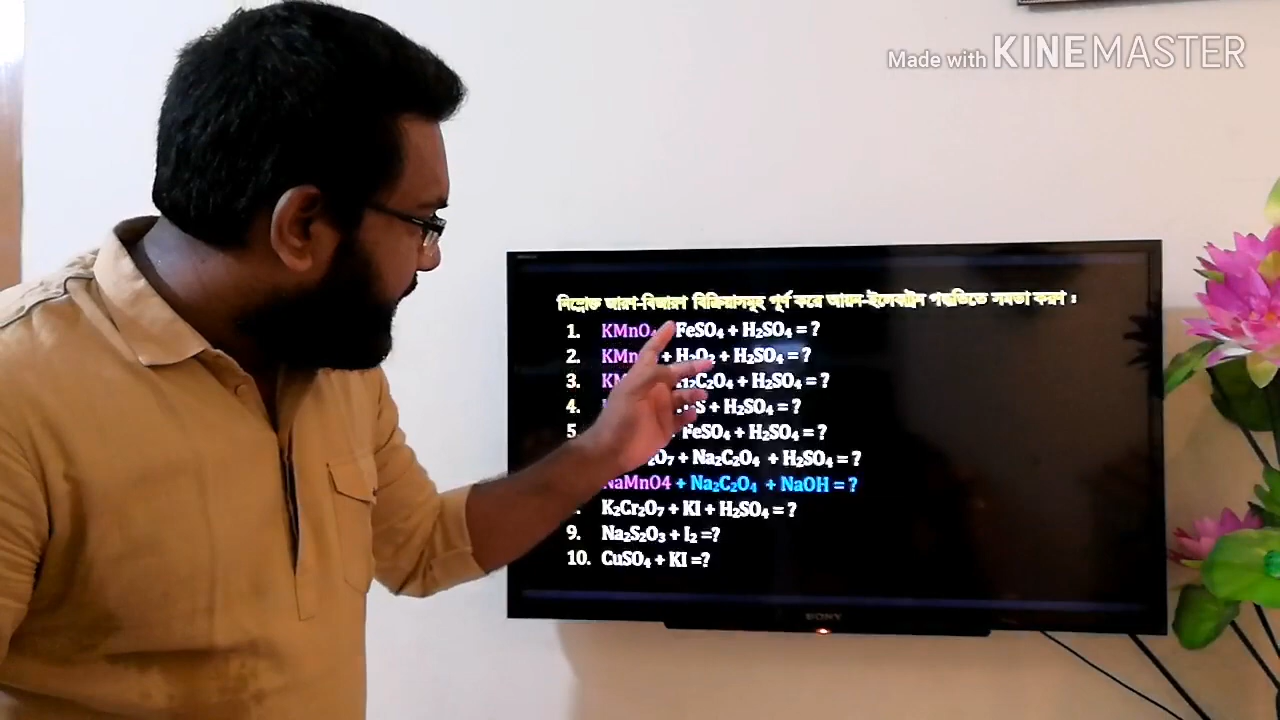 Made with KINEMASTER
নিম্নোক্ত জারণ-বিজারণ বিক্রিয়াসমূহ পূর্ণ করে আয়ন-ইলেকট্রন পদ্ধতিতে সমতা করণ :
1. KMnO₄ FeSO₄ + H₂SO₄ = ?
2. KMn + H₂O₂ + H₂SO₄ = ?
3. KM C₂O₄ + H₂SO₄ = ?
4. S + H₂SO₄ = ?
5 FeSO₄ + H₂SO₄ = ?
O₇ + Na₂C₂O₄ + H₂SO₄ = ?
NaMnO4 + Na₂C₂O₄ + NaOH = ?
K₂Cr₂O₇ + KI + H₂SO₄ = ?
9. Na₂S₂O₃ + I₂ =?
10. CuSO₄ + KI =?
SONY